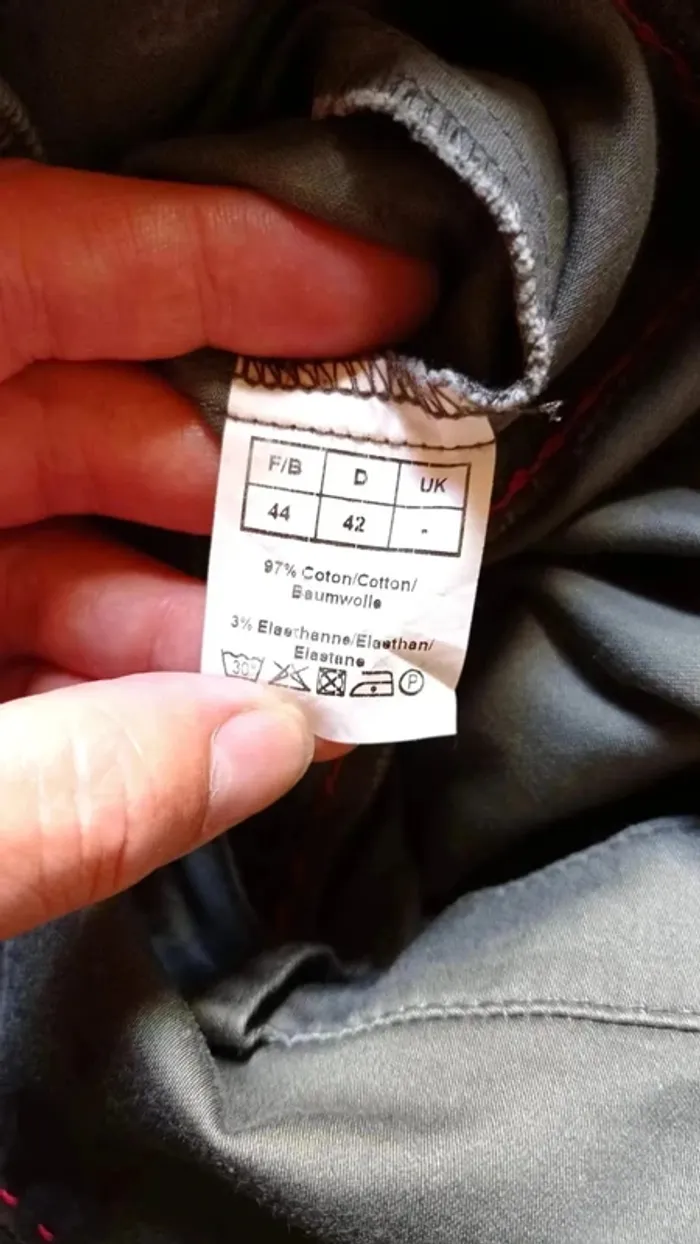 F/B D UK
44 42 -
97% Coton/Cotton/
Baumwolle
3% Elasthanne/Elasthan/
Elastane
30°
P